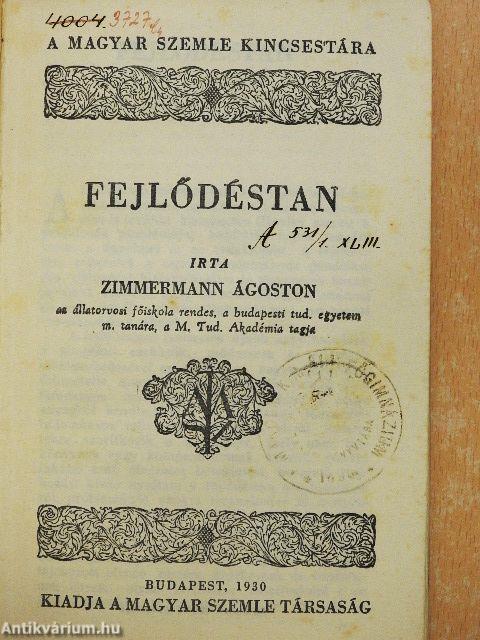 4004 3727
A MAGYAR SZEMLE KINCSESTÁRA
FEJLŐDÉSTAN
A 531/1. XLIII.
IRTA
ZIMMERMANN ÁGOSTON
az állatorvosi főiskola rendes, a budapesti tud. egyetem
m. tanára, a M. Tud. Akadémia tagja
BUDAPEST, 1930
KIADJA A MAGYAR SZEMLE TÁRSASÁG
Antikvárium.hu